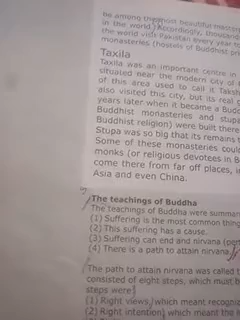 be among the most beautiful master
in the world. Accordingly, thousand
the world visit Pakistan every year to
monasteries (hostels of Buddhist pri
Taxila
Taxila was an important centre in
situated near the modern city of
of this area used to call it Taksh
also visited this city, but its real
years later when it became a Budd
Buddhist monasteries and stupa
Buddhist religion) were built there
Stupa was so big that its remains
Some of these monasteries coul
monks (or religious devotees in B
come there from far off places, i
Asia and even China.
The teachings of Buddha
The teachings of Buddha were summar
(1) Suffering is the most common thing
(2) This suffering has a cause.
(3) Suffering can end and nirvana (
(4) There is a path to attain nirvana.
The path to attain nirvana was called t
consisted of eight steps, which must b
steps were:
(1) Right views, which meant recogniz
(2) Right intention, which meant the